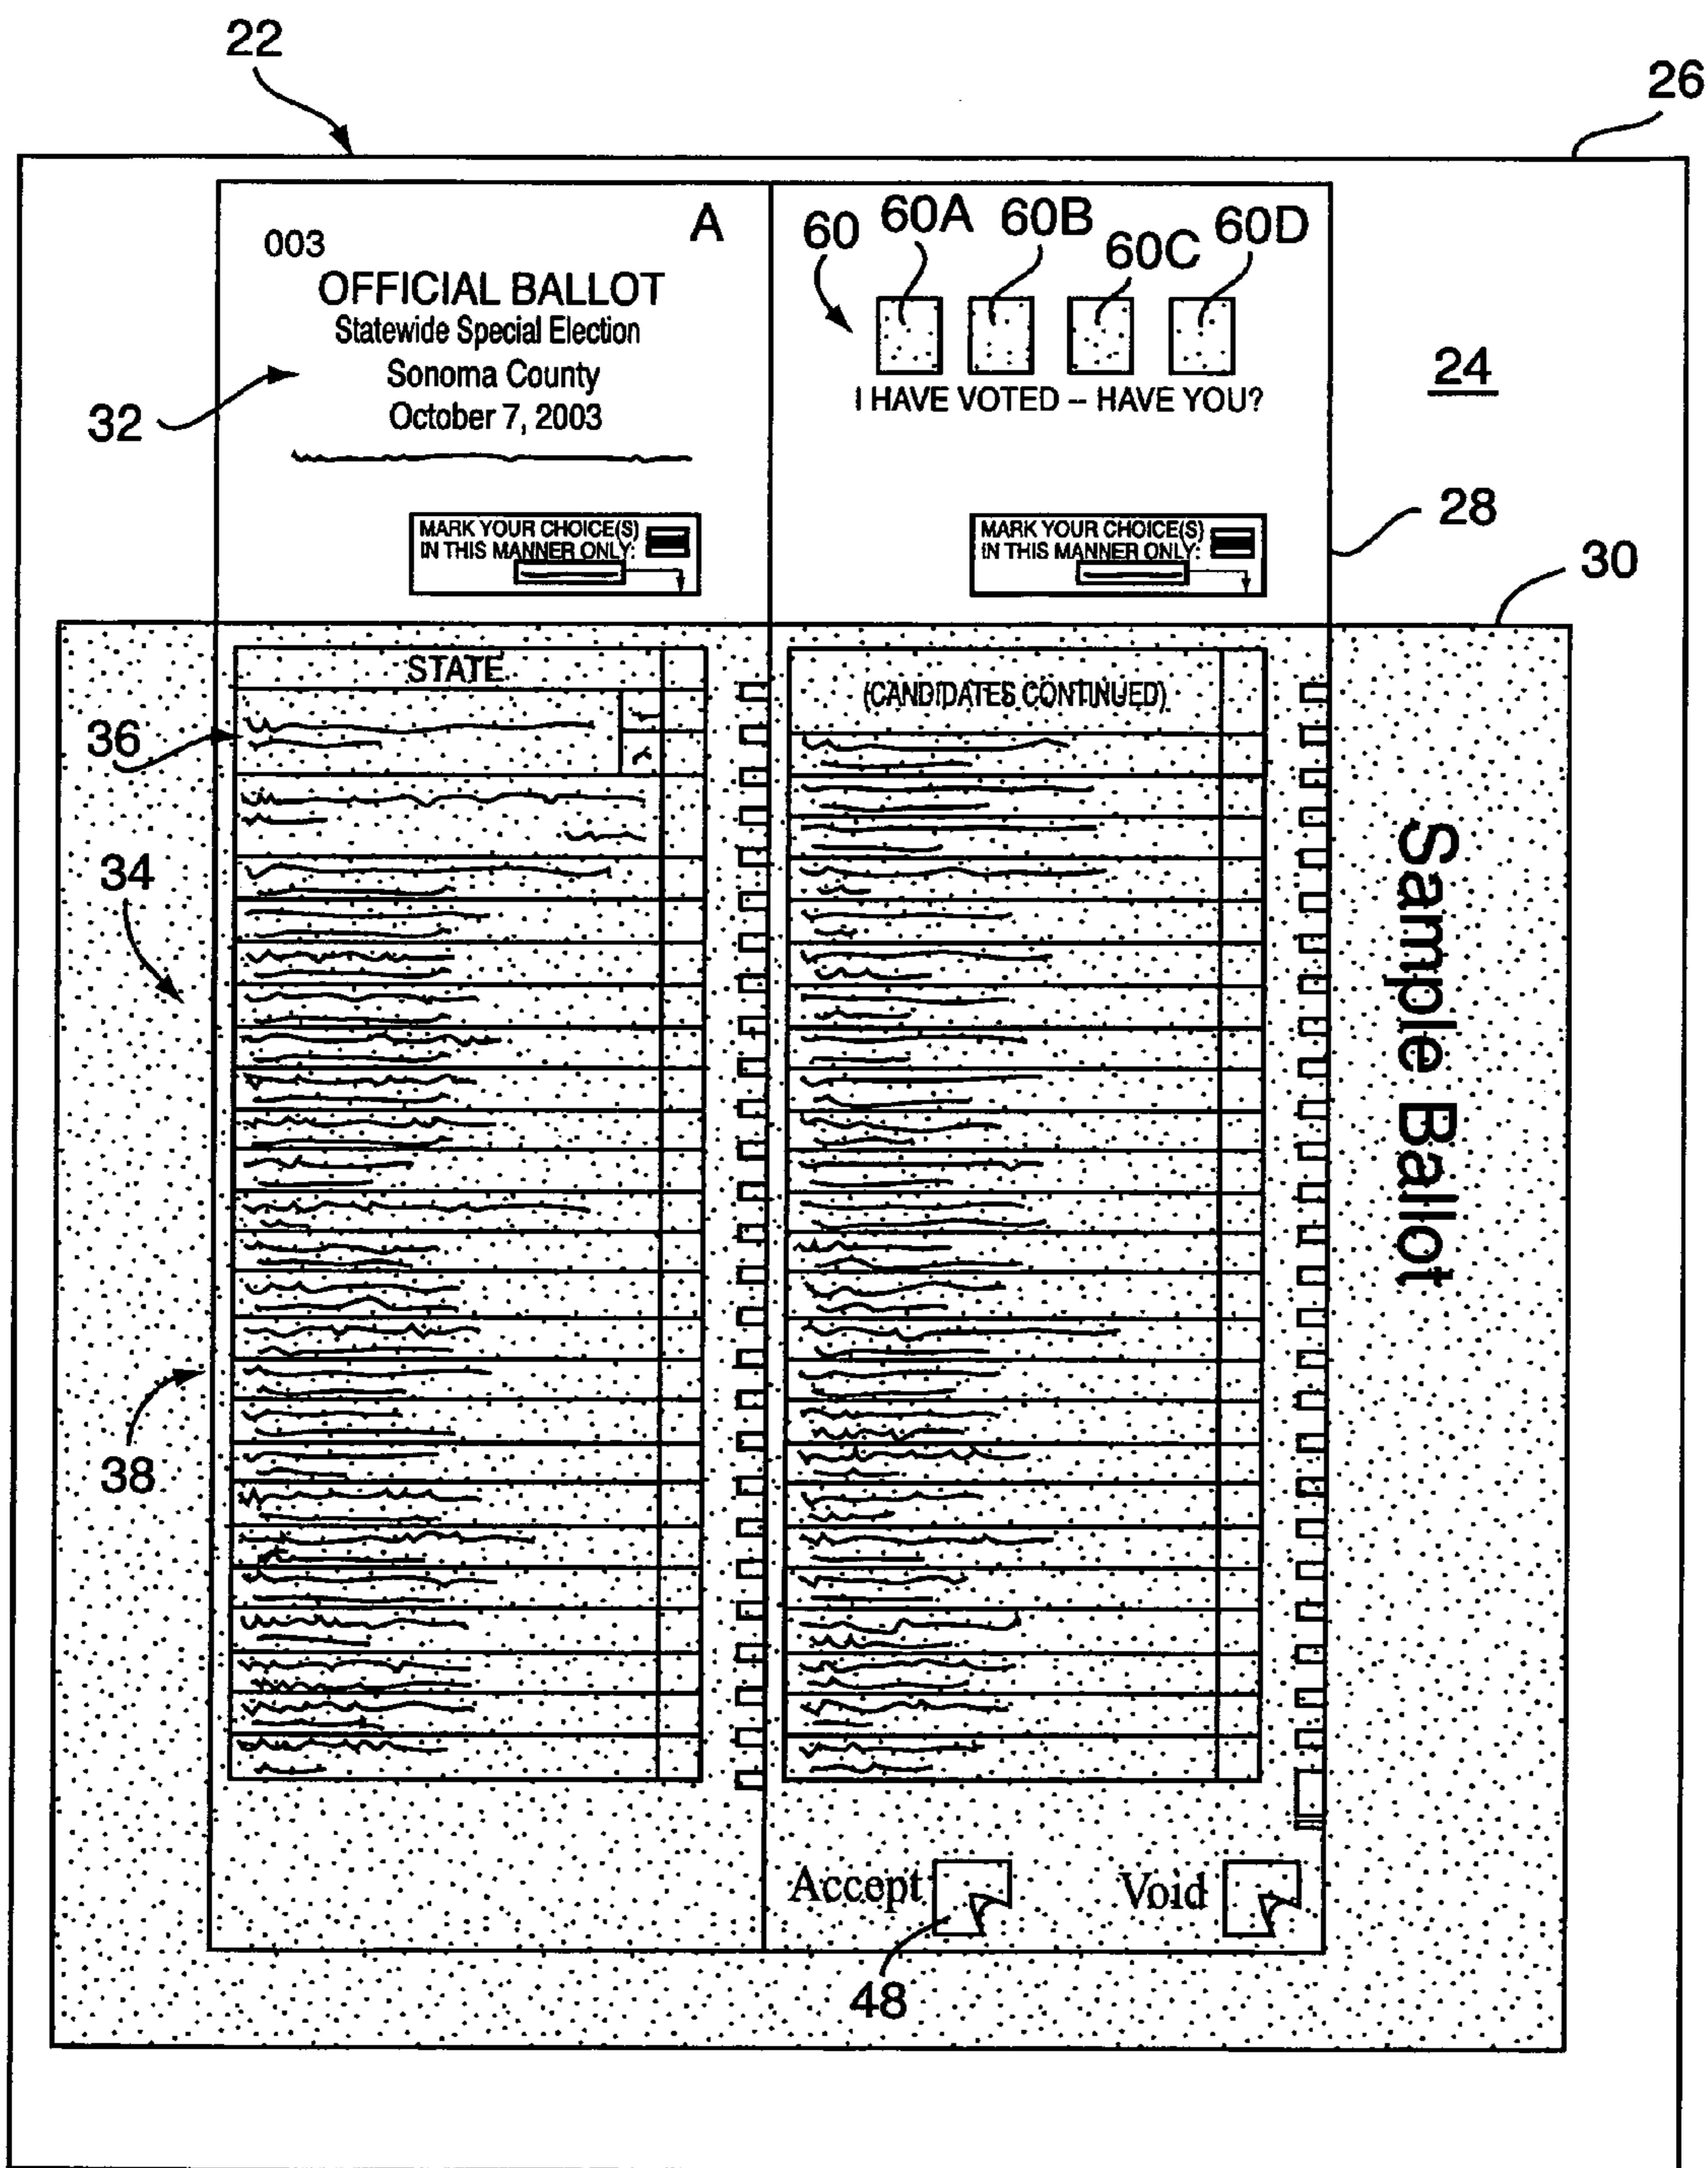 22
26
A
60 60A 60B 60C 60D
003
OFFICIAL BALLOT
Statewide Special Election
Sonoma County
October 7, 2003
32
I HAVE VOTED – HAVE YOU?
24
MARK YOUR CHOICE(S)
IN THIS MANNER ONLY:
MARK YOUR CHOICE(S)
IN THIS MANNER ONLY:
28
30
STATE
(CANDIDATES CONTINUED)
36
34
38
Sample Ballot
Accept
Void
48